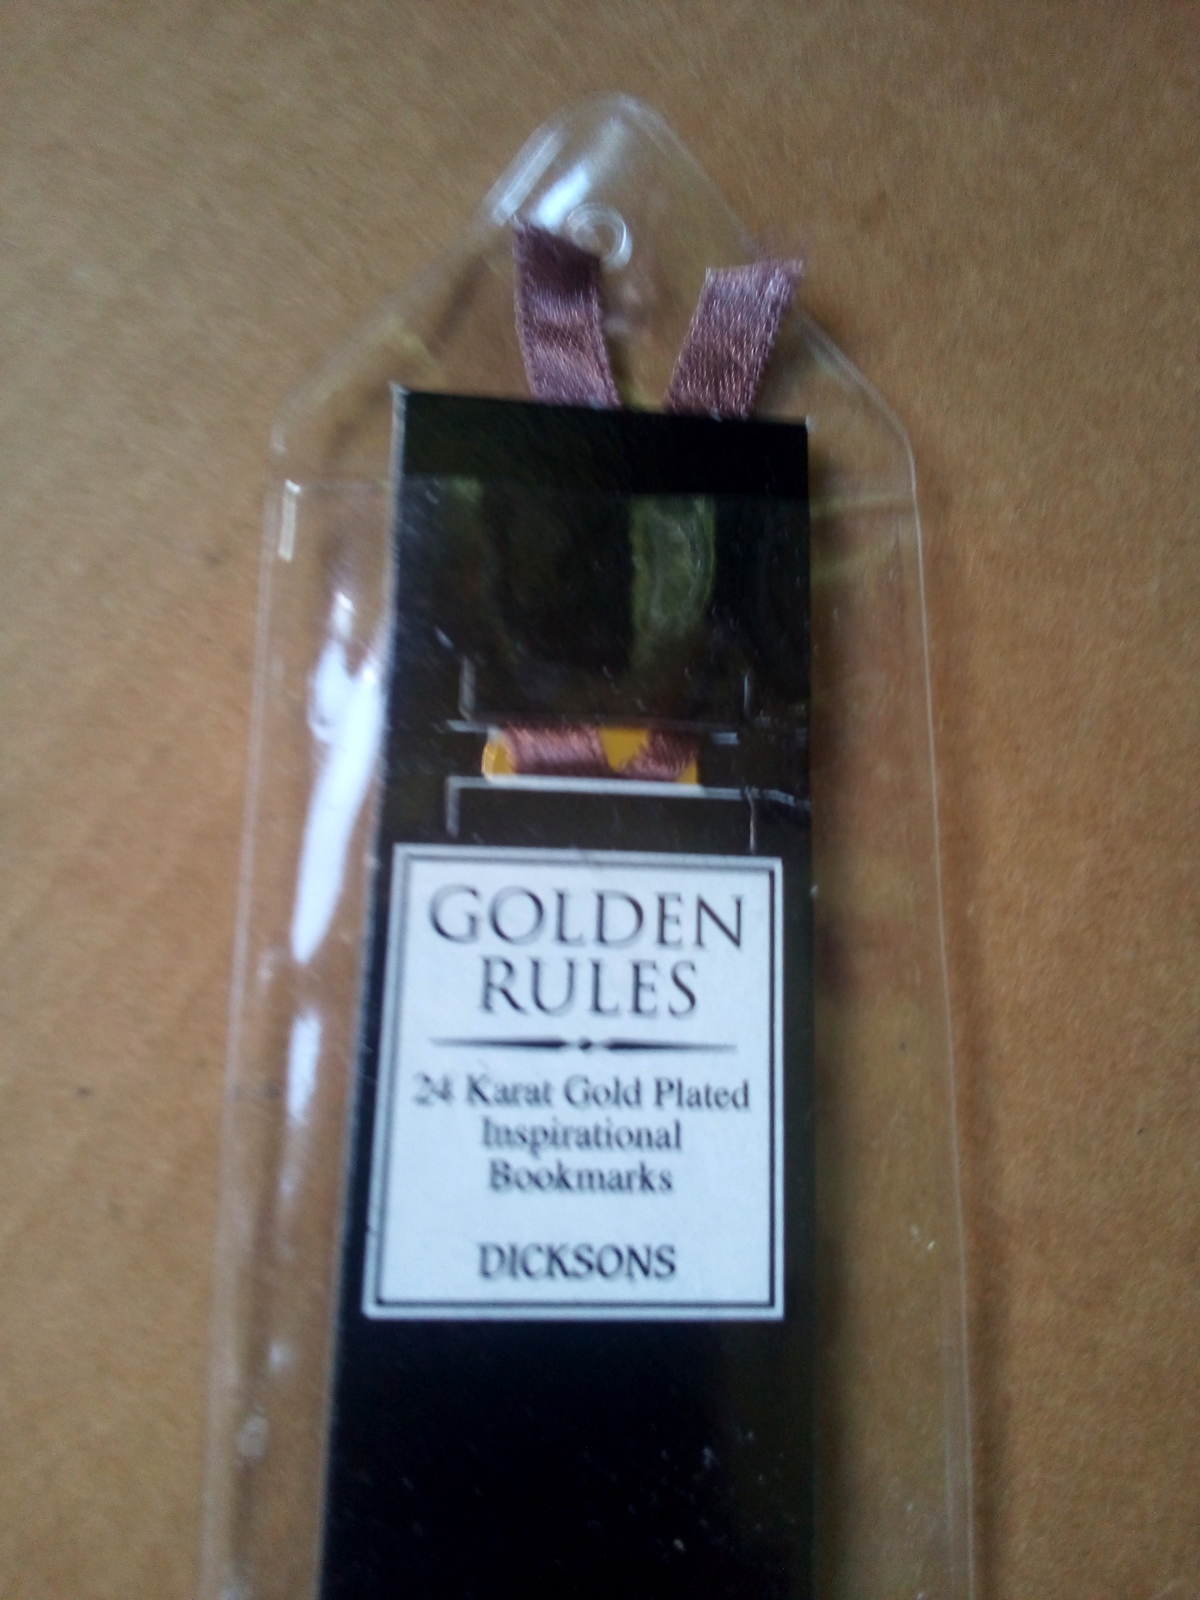 GOLDEN
RULES
24 Karat Gold Plated
Inspirational
Bookmarks
DICKSONS